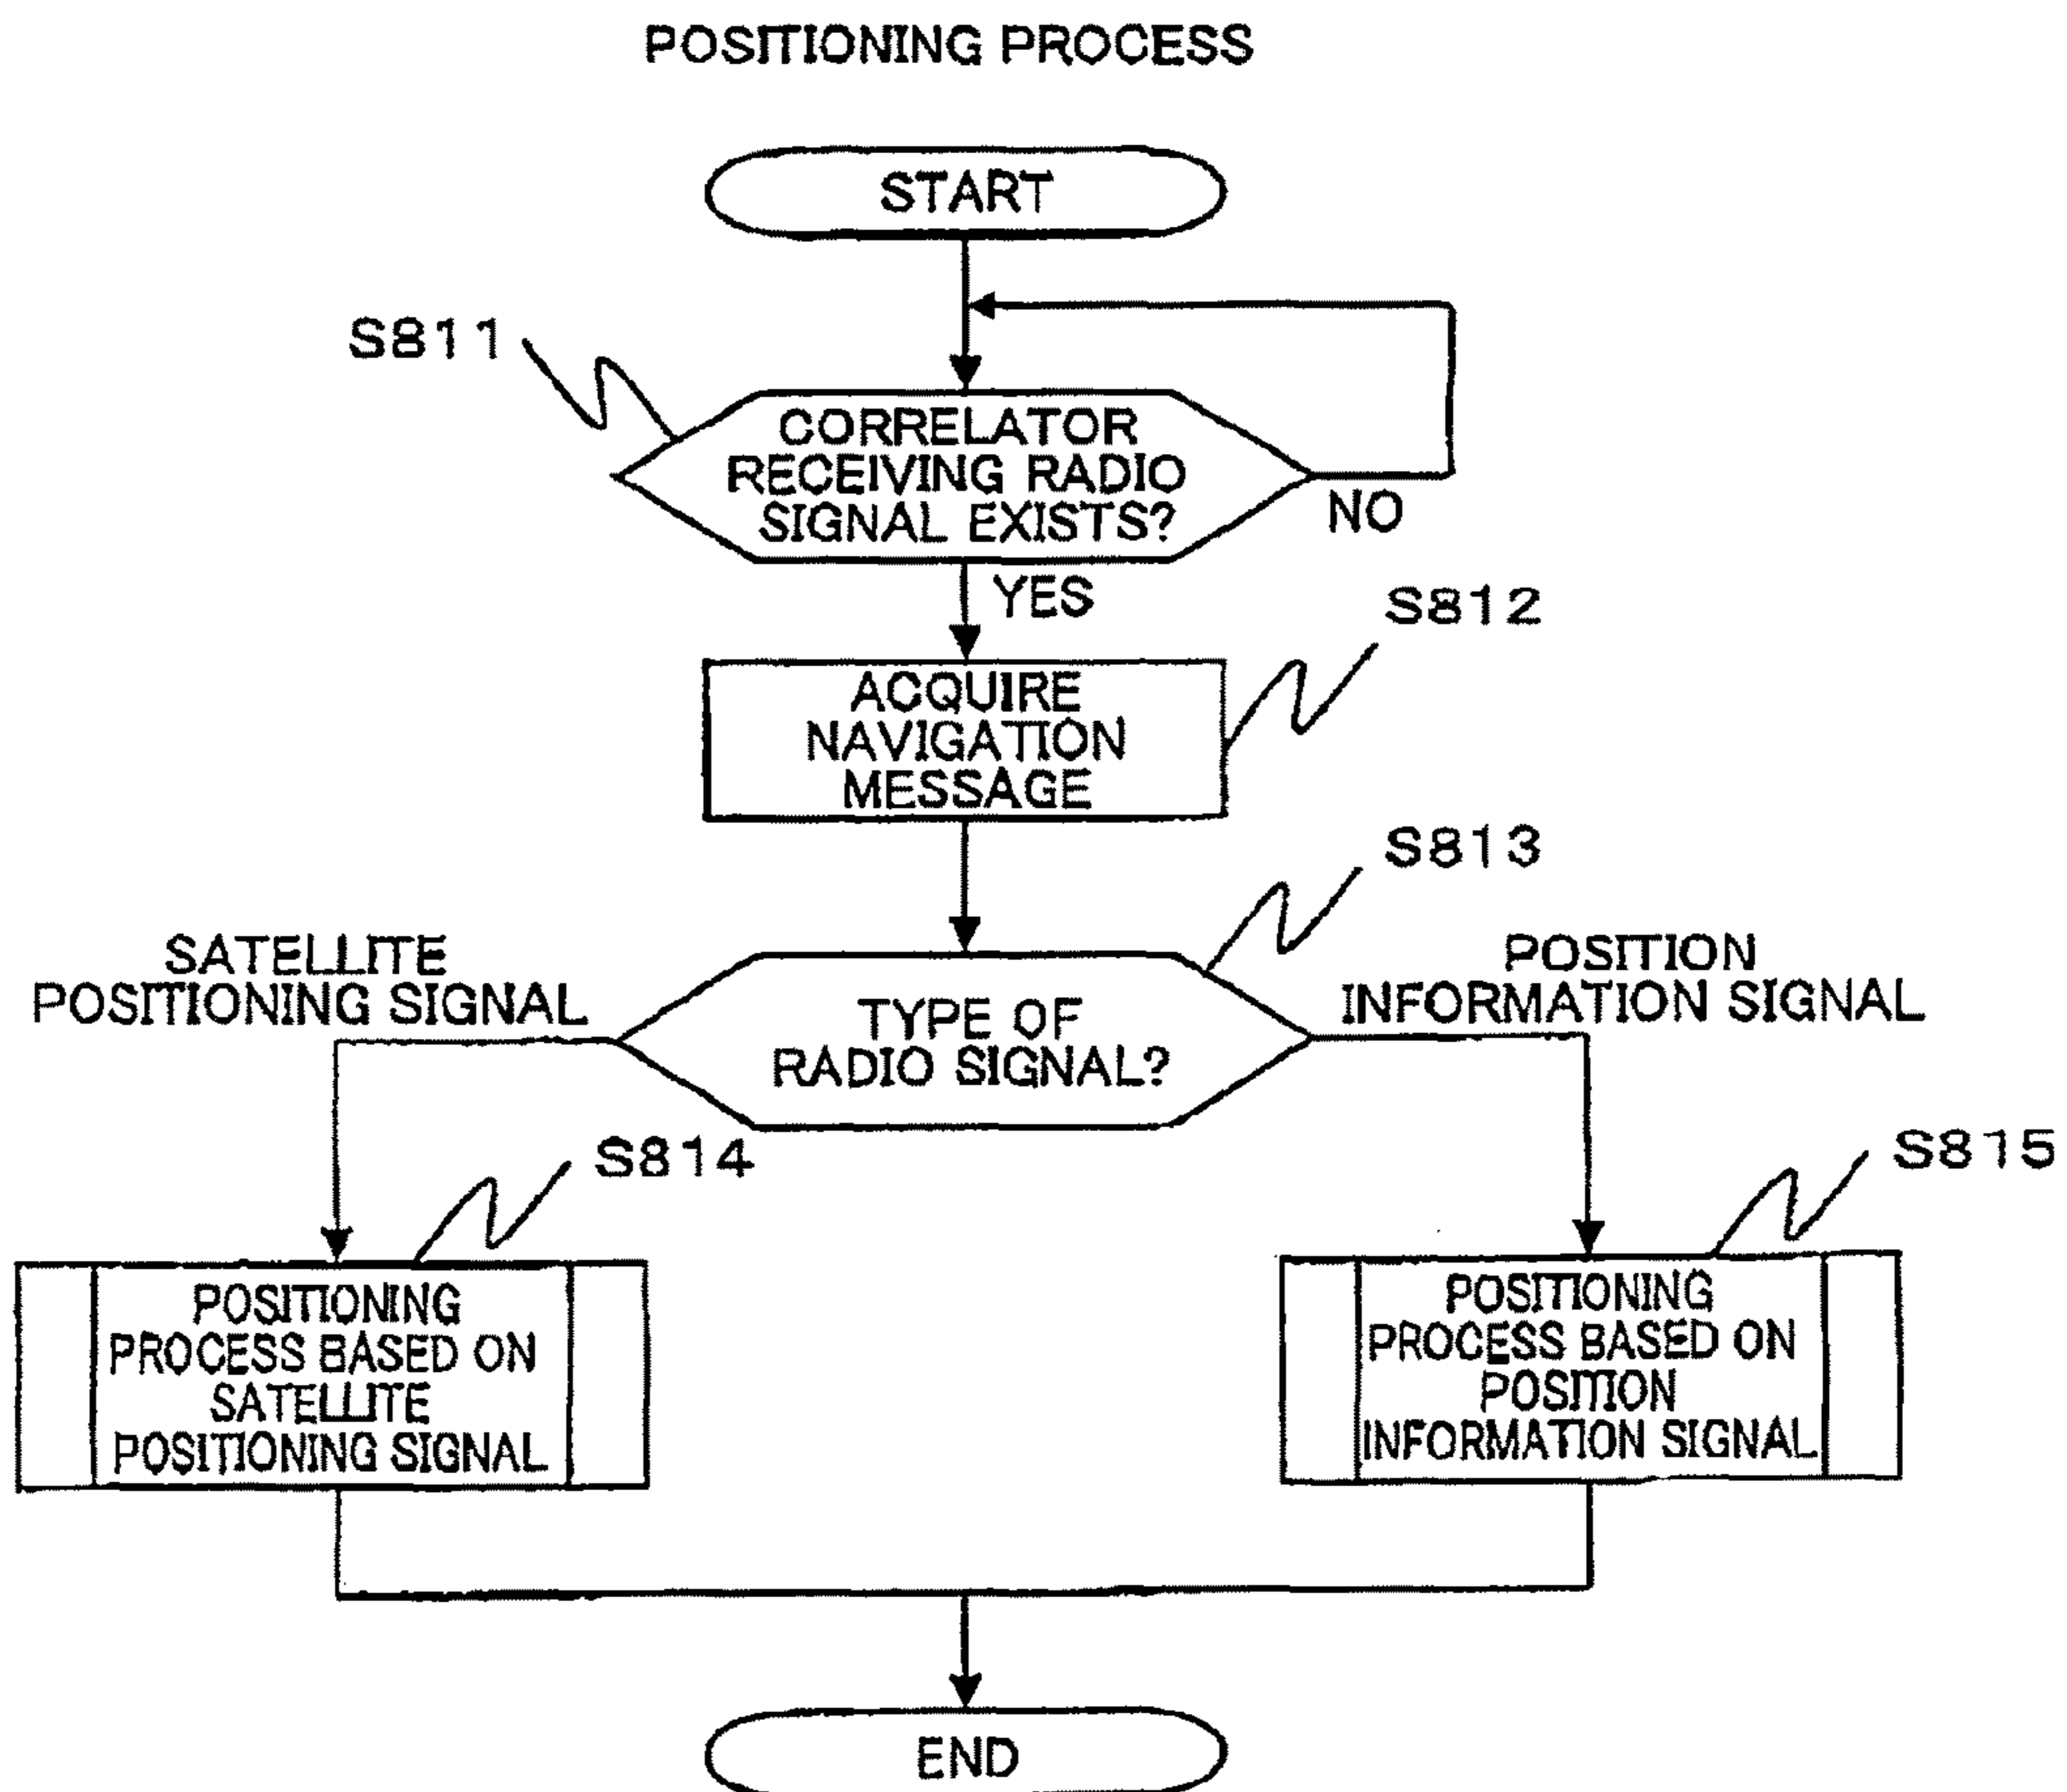 POSITIONING PROCESS
START
S811
CORRELATOR
RECEIVING RADIO
SIGNAL EXISTS?
NO
YES
S812
ACQUIRE
NAVIGATION
MESSAGE
S813
SATELLITE
POSITIONING SIGNAL
POSITION
INFORMATION SIGNAL
TYPE OF
RADIO SIGNAL?
S814
S815
POSITIONING
PROCESS BASED ON
SATELLITE
POSITIONING SIGNAL
POSITIONING
PROCESS BASED ON
POSITION
INFORMATION SIGNAL
END